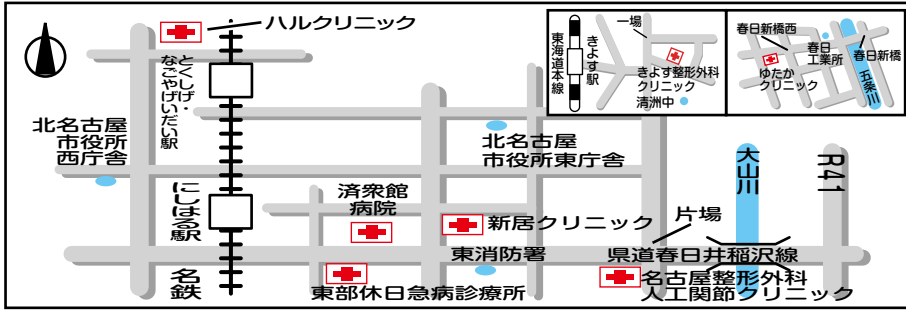 ハルクリニック
とくしげ・
なごやげいだい駅
北名古屋
市役所
西庁舎
にしはる駅
名鉄
済衆館
病院
北名古屋
市役所東庁舎
新居クリニック
東消防署
東部休日急病診療所
片場
県道春日井稲沢線
名古屋整形外科
人工関節クリニック
大山川
R41
東海道本線
きよす駅
一場
きよす整形外科
クリニック
清洲中
春日新橋西
春日
工業所
春日新橋
ゆたか
クリニック
五条川